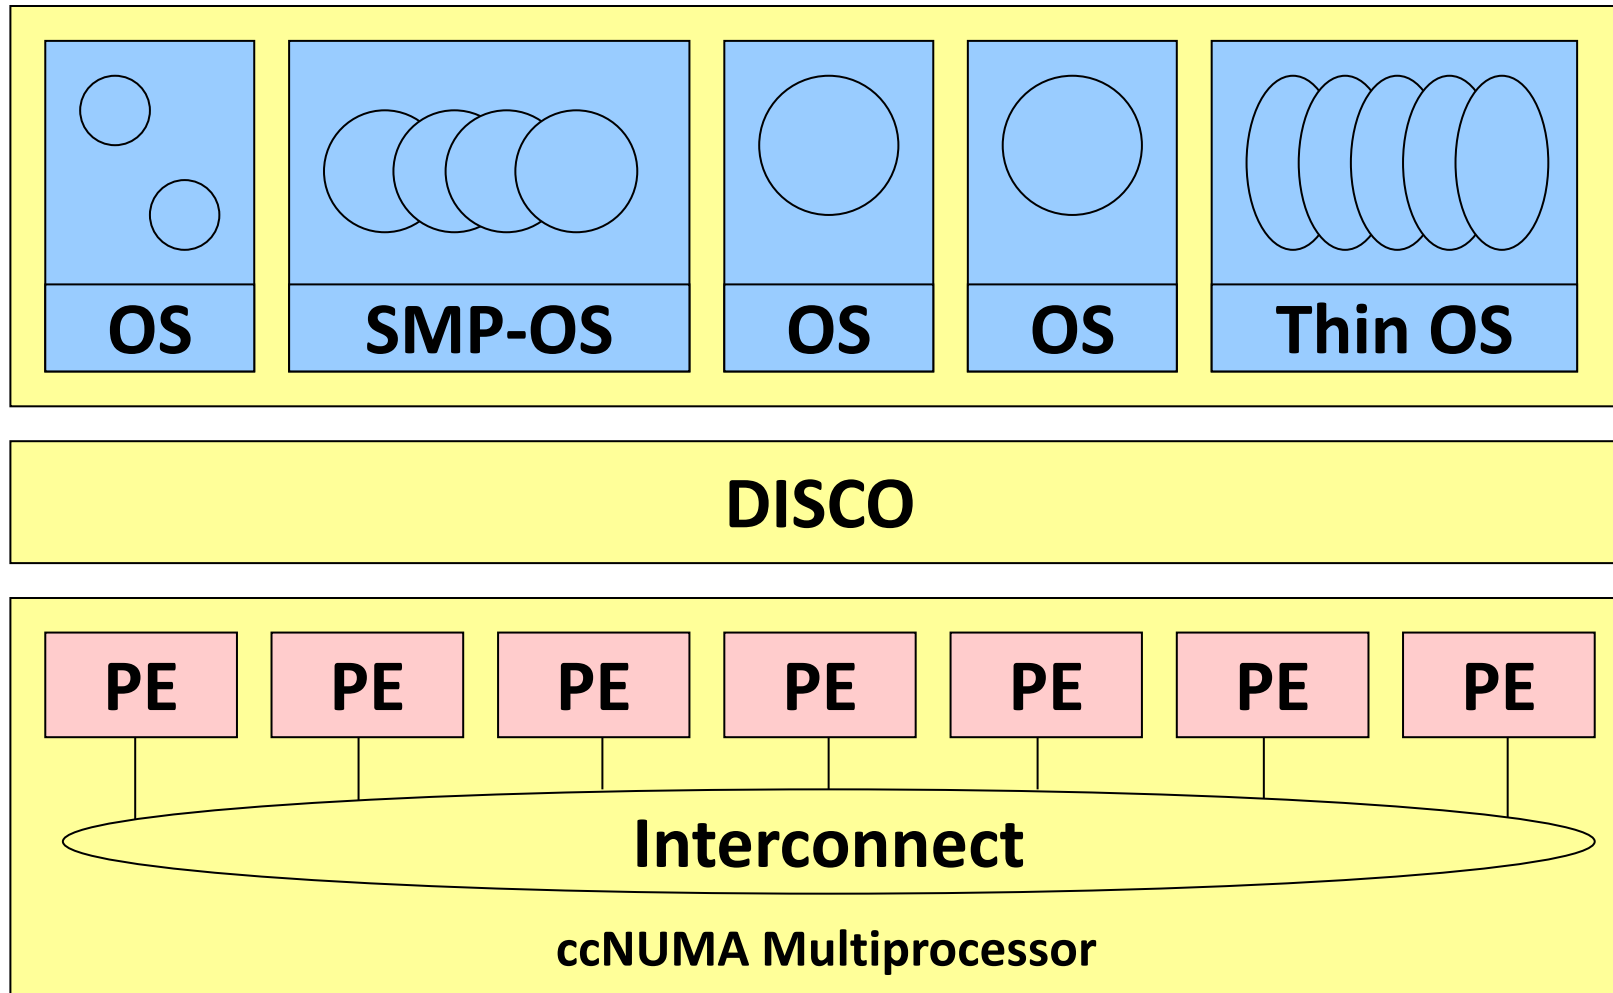 OS
SMP-OS
OS
OS
Thin OS
DISCO
PE
PE
PE
PE
PE
PE
PE
Interconnect
ccNUMA Multiprocessor